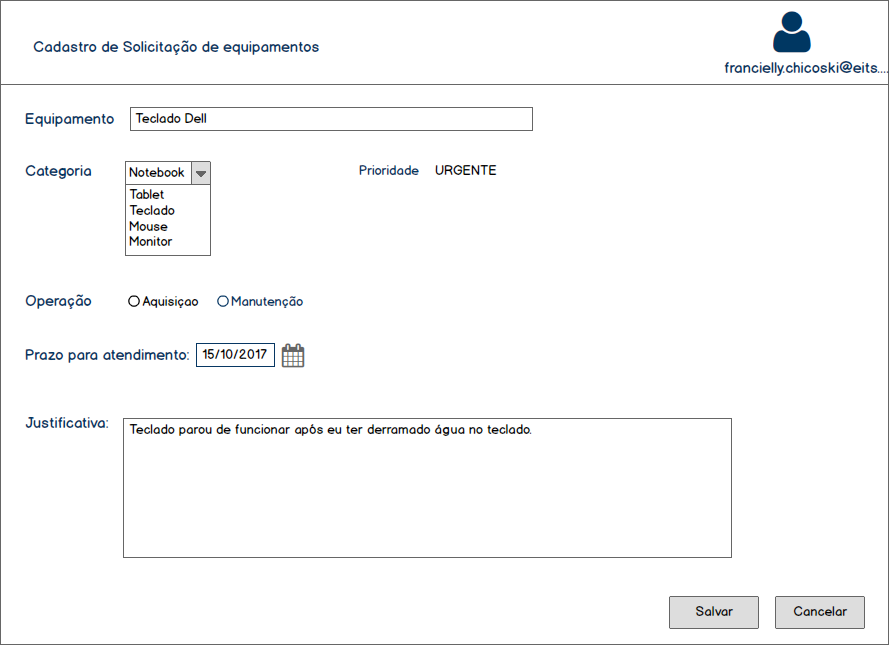 Cadastro de Solicitação de equipamentos
francielly.chicoski@eits....
Equipamento Teclado Dell
Categoria Notebook Prioridade URGENTE
Tablet
Teclado
Mouse
Monitor
Operação Aquisiçao Manutenção
Prazo para atendimento: 15/10/2017
Justificativa: Teclado parou de funcionar após eu ter derramado água no teclado.
Salvar Cancelar